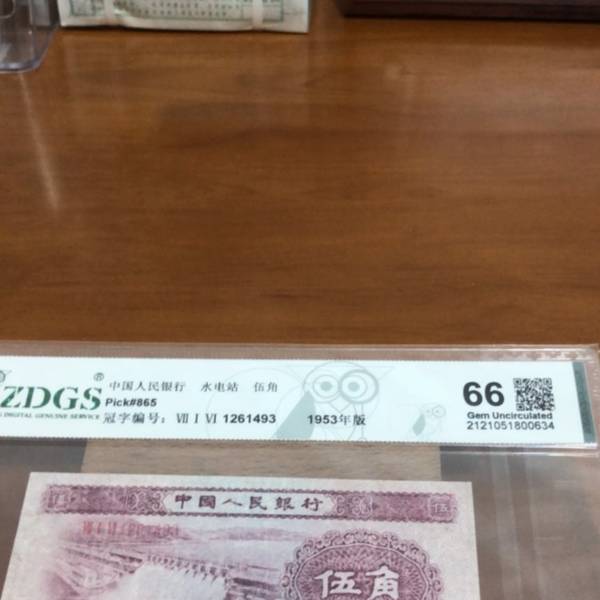 中国人民银行 水电站 伍角
ZDGS®
Pick#865
DIGITAL GENUINE SERVICE
冠字编号: Ⅶ Ⅰ Ⅵ 1261493 1953年版
66
Gem Uncirculated
2121051800634
中國人民銀行
伍
伍角